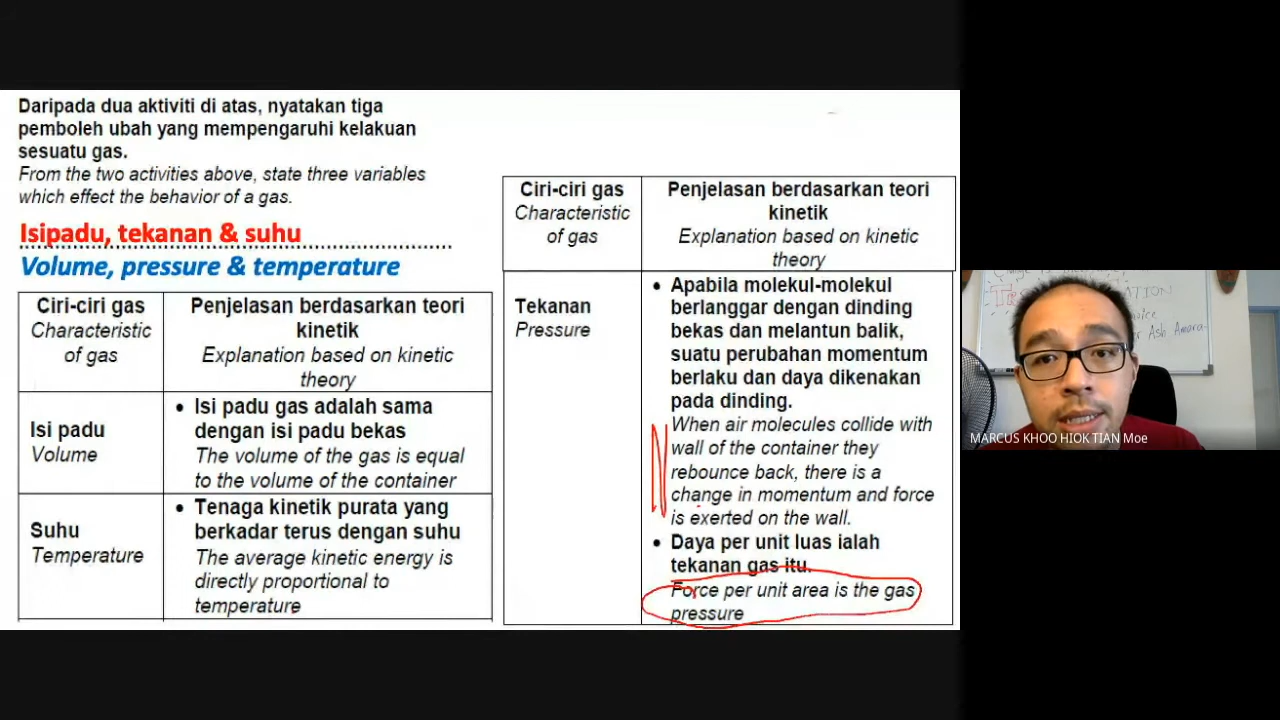 Daripada dua aktiviti di atas, nyatakan tiga
pemboleh ubah yang mempengaruhi kelakuan
sesuatu gas.
From the two activities above, state three variables
which effect the behavior of a gas.
Isipadu, tekanan & suhu
Volume, pressure & temperature
Ciri-ciri gas
Characteristic
of gas
Penjelasan berdasarkan teori
kinetik
Explanation based on kinetic
theory
Isi padu
Volume
• Isi padu gas adalah sama
dengan isi padu bekas
The volume of the gas is equal
to the volume of the container
Suhu
Temperature
• Tenaga kinetik purata yang
berkadar terus dengan suhu
The average kinetic energy is
directly proportional to
temperature
Ciri-ciri gas
Characteristic
of gas
Penjelasan berdasarkan teori
kinetik
Explanation based on kinetic
theory
Tekanan
Pressure
• Apabila molekul-molekul
berlanggar dengan dinding
bekas dan melantun balik,
suatu perubahan momentum
berlaku dan daya dikenakan
pada dinding.
When air molecules collide with
wall of the container they
rebounce back, there is a
change in momentum and force
is exerted on the wall.
• Daya per unit luas ialah
tekanan gas itu.
Force per unit area is the gas
pressure
MARCUS KHOO HIOK TIAN Moe